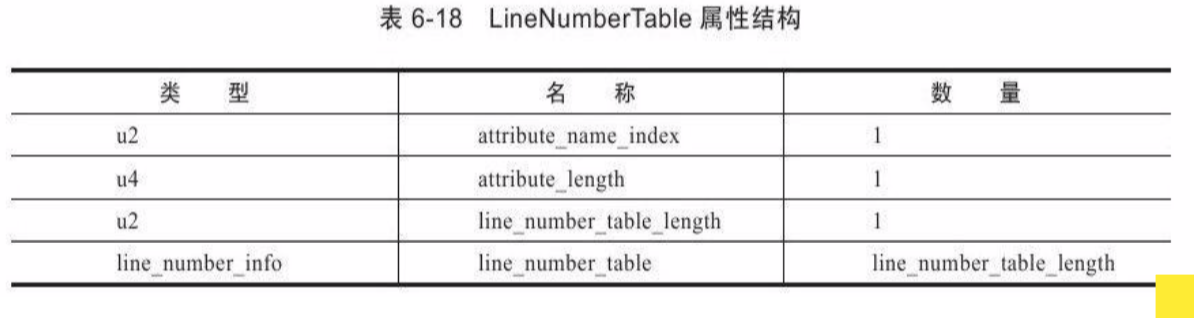 表 6-18 LineNumberTable 属性结构
类 型 名 称 数 量
u2 attribute_name_index 1
u4 attribute_length 1
u2 line_number_table_length 1
line_number_info line_number_table line_number_table_length